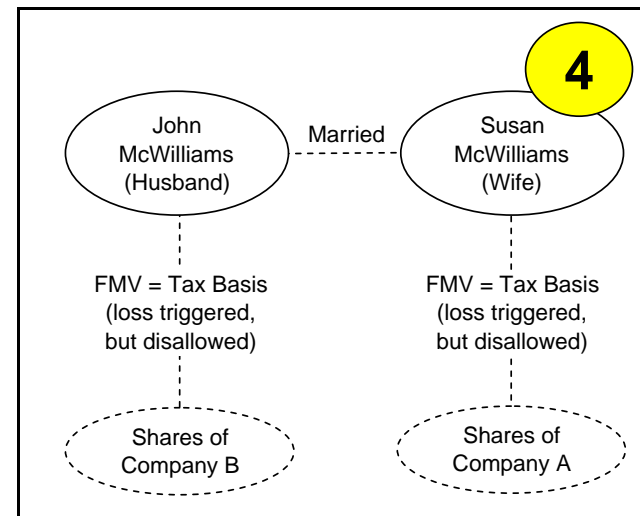 4
John
McWilliams
(Husband)
Married
Susan
McWilliams
(Wife)
FMV = Tax Basis
(loss triggered,
but disallowed)
FMV = Tax Basis
(loss triggered,
but disallowed)
Shares of
Company B
Shares of
Company A